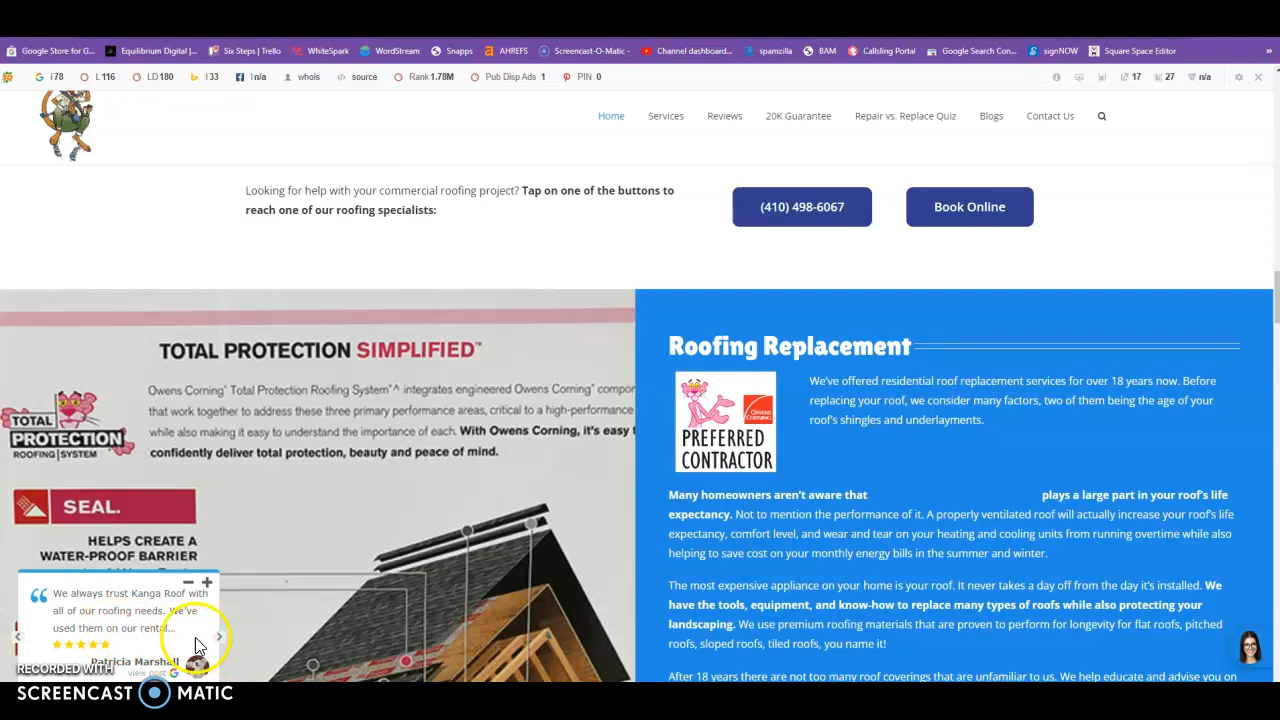 Google Store for G... Equilibrium Digital |... Six Steps | Trello WhiteSpark WordStream Snapps AHREFS Screencast-O-Matic - Channel dashboard... spamzilla BAM CallsIing Portal Google Search Con... signNOW Square Space Editor »
I 78 L 116 LD 180 I 33 I n/a whois source Rank 1.78M Pub Disp Ads 1 PIN 0 17 27 n/a
Home Services Reviews 20K Guarantee Repair vs. Replace Quiz Blogs Contact Us
Looking for help with your commercial roofing project? Tap on one of the buttons to
reach one of our roofing specialists:
(410) 498-6067 Book Online
TOTAL PROTECTION SIMPLIFIED™
Owens Corning® Total Protection Roofing System^ integrates engineered Owens Corning® compo
that work together to address these three primary performance areas, critical to a high-performance
while also making it easy to understand the importance of each. With Owens Corning, it's easy t
confidently deliver total protection, beauty and peace of mind.
TOTAL
PROTECTION
ROOFING SYSTEM
SEAL.
HELPS CREATE A
WATER-PROOF BARRIER
We always trust Kanga Roof with
all of our roofing needs. We've
used them on our rental...
Patricia Marshall
view post
RECORDED WITH
SCREENCAST MATIC
Roofing Replacement
OWENS CORNING
PREFERRED
CONTRACTOR
We've offered residential roof replacement services for over 18 years now. Before
replacing your roof, we consider many factors, two of them being the age of your
roof's shingles and underlayments.
Many homeowners aren't aware that plays a large part in your roof's life
expectancy. Not to mention the performance of it. A properly ventilated roof will actually increase your roof's life
expectancy, comfort level, and wear and tear on your heating and cooling units from running overtime while also
helping to save cost on your monthly energy bills in the summer and winter.
The most expensive appliance on your home is your roof. It never takes a day off from the day it's installed. We
have the tools, equipment, and know-how to replace many types of roofs while also protecting your
landscaping. We use premium roofing materials that are proven to perform for longevity for flat roofs, pitched
roofs, sloped roofs, tiled roofs, you name it!
After 18 years there are not too many roof coverings that are unfamiliar to us. We help educate and advise you on